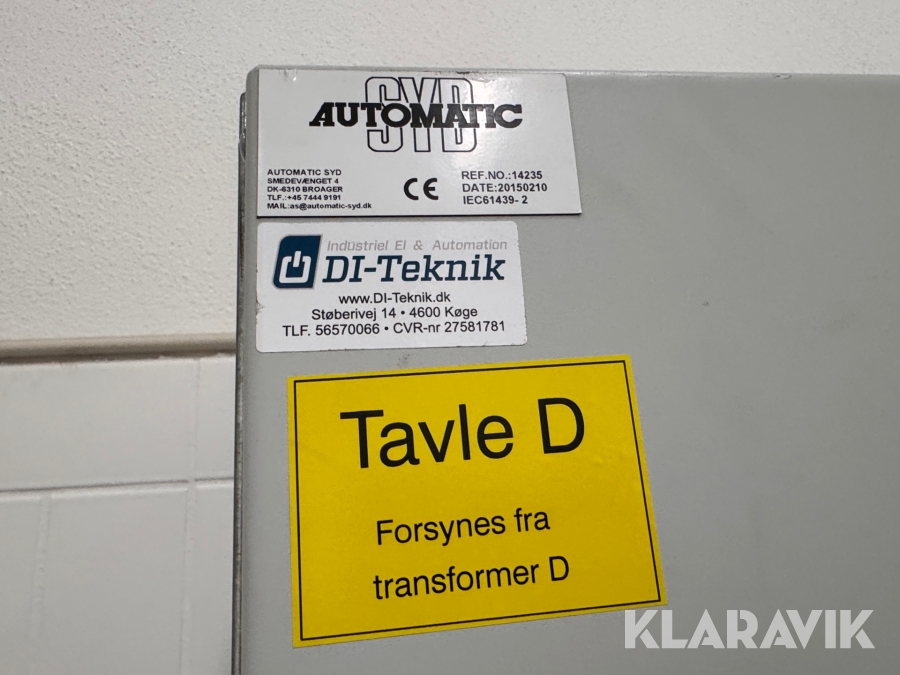 SYD
AUTOMATIC
AUTOMATIC SYD
SMEDEVÆNGET 4
DK-6310 BROAGER
TLF.:+45 7444 9191
MAIL:as@automatic-syd.dk
CE
REF.NO.:14235
DATE:20150210
IEC61439- 2
Industriel El & Automation
DI-Teknik
www.DI-Teknik.dk
Støberivej 14 • 4600 Køge
TLF. 56570066 • CVR-nr 27581781
Tavle D
Forsynes fra
transformer D
KLARAVIK